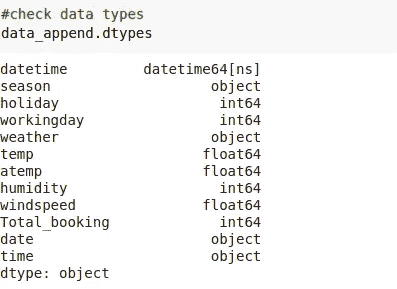 #check data types
data_append.dtypes
datetime datetime64[ns]
season object
holiday int64
workingday int64
weather object
temp float64
atemp float64
humidity int64
windspeed float64
Total_booking int64
date object
time object
dtype: object